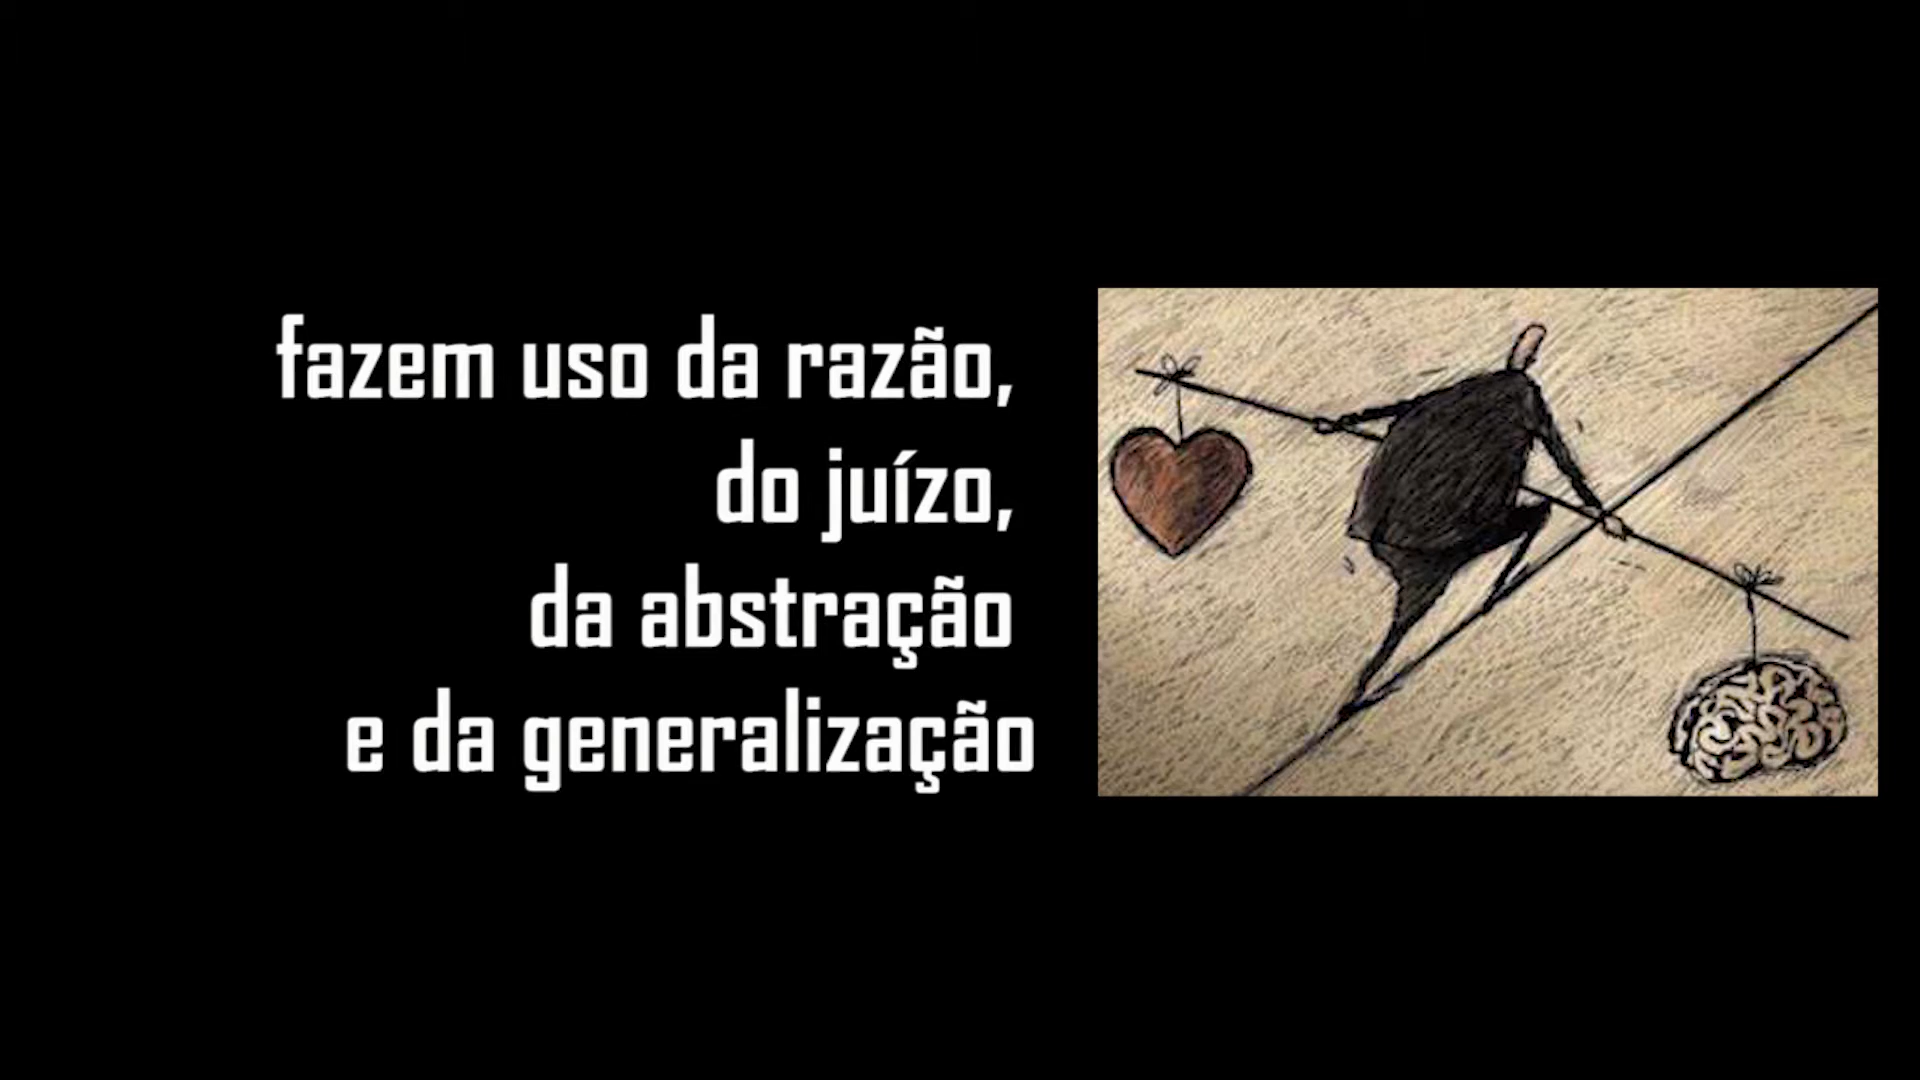 fazem uso da razão,
do juízo,
da abstração
e da generalização